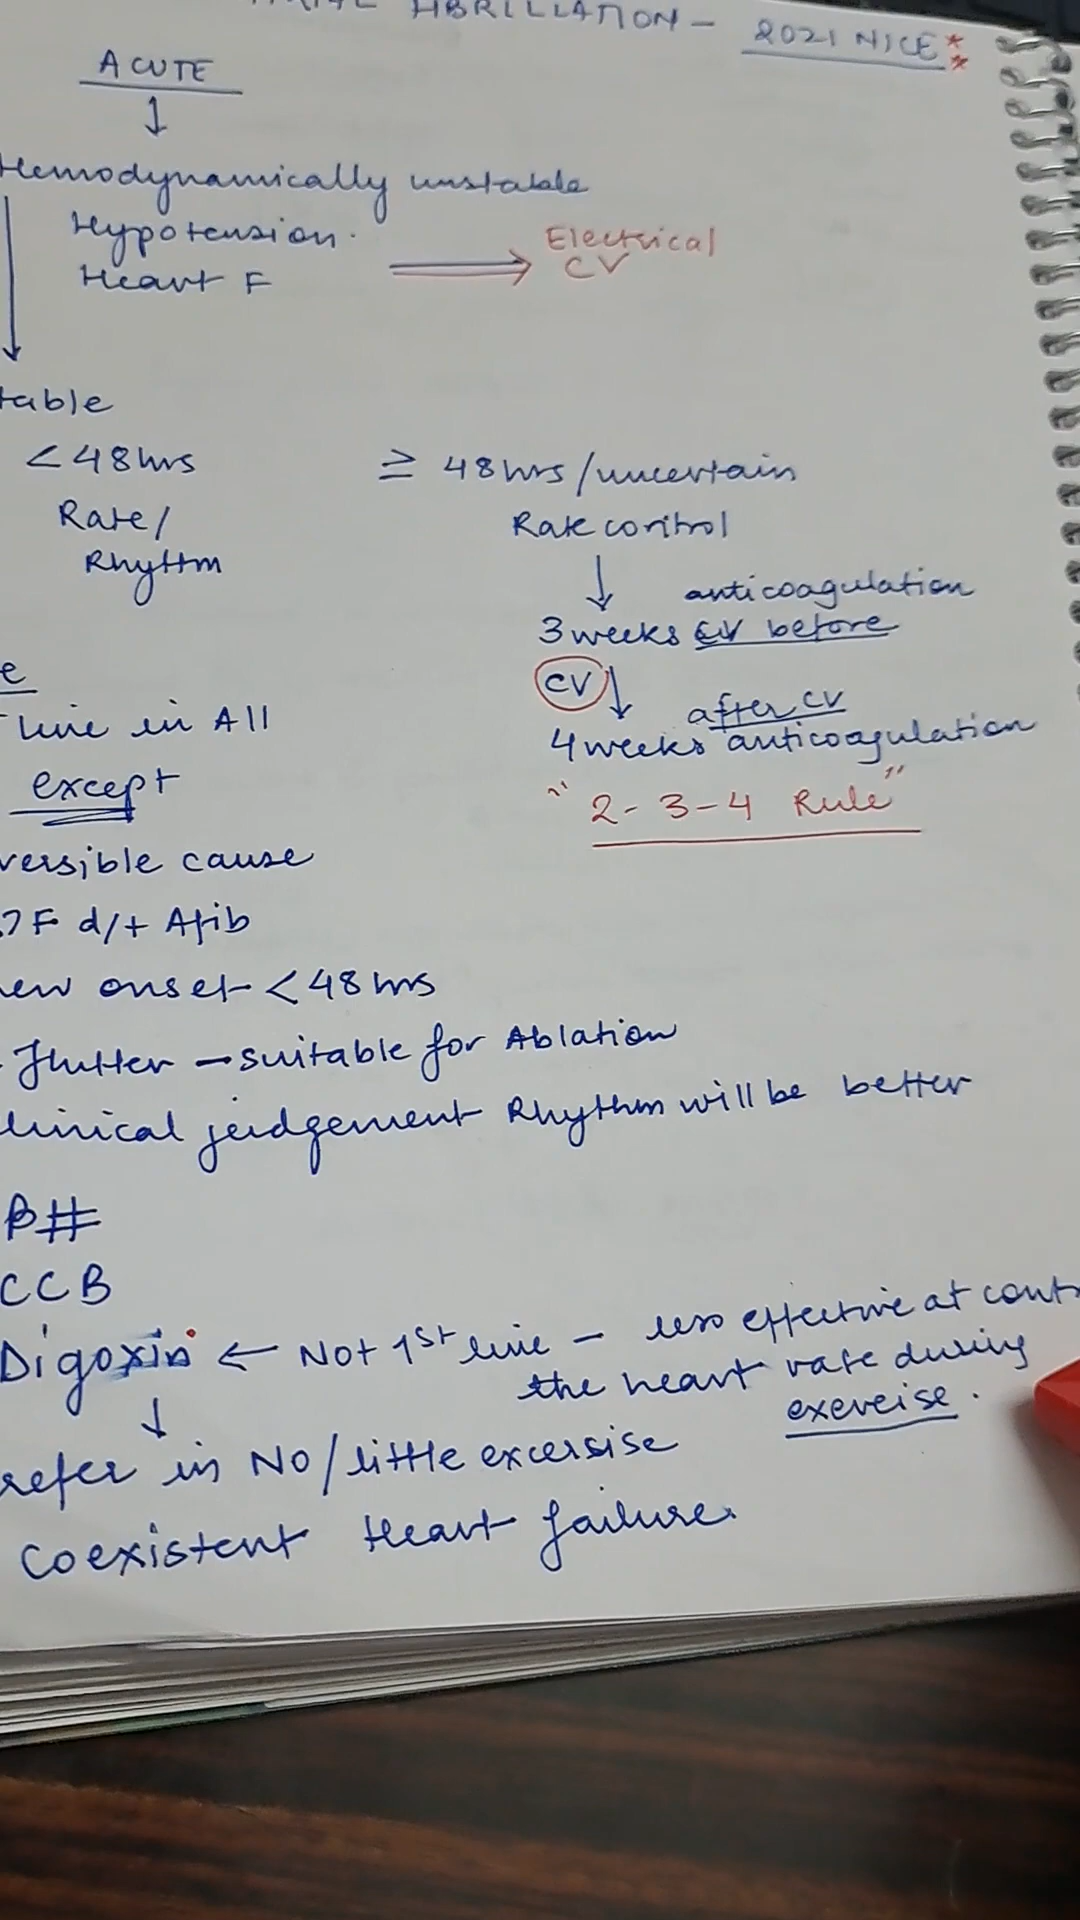 FIBRILLATION - 2021 NICE **
ACUTE
↓
Hemodynamically unstable
Hypotension.
Heart F ⟹ Electrical CV
table
<48hrs
Rate/
Rhythm
≥ 48hrs/uncertain
Rate control
↓ anticoagulation
3 weeks CV before
CV ↓ after CV
4 weeks anticoagulation
"2-3-4 Rule"
e
line in All
except
versible cause
F d/t Afib
ew onset <48 hrs
Flutter - suitable for Ablation
linical judgement Rhythm will be better
β#
CCB
Digoxin ← Not 1st line - less effective at cont
the heart rate during
exercise.
↓
refer in NO/little excersise
coexistent Heart failure.